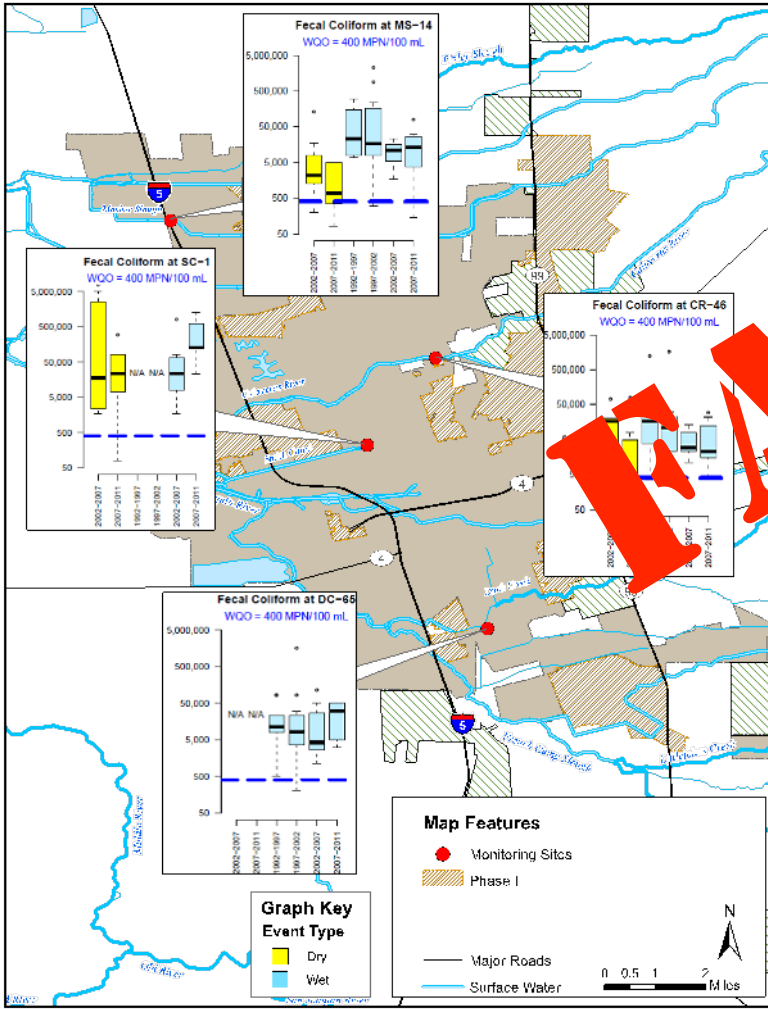 Fecal Coliform at MS-14
WQO = 400 MPN/100 mL
5,000,000
500,000
50,000
5,000
500
50
2002-2007
2007-2011
1992-1997
1997-2002
2002-2007
2007-2011
5
Fecal Coliform at SC-1
WQO = 400 MPN/100 mL
5,000,000
500,000
50,000
5,000
500
50
N/A N/A
2002-2007
2007-2011
1992-1997
1997-2002
2002-2007
2007-2011
99
Fecal Coliform at CR-46
WQO = 400 MPN/100 mL
5,000,000
500,000
50,000
50
2007-2011
4
2
Fecal Coliform at DC-65
WQO = 400 MPN/100 mL
5,000,000
500,000
50,000
5,000
500
50
N/A N/A
2002-2007
2007-2011
1992-1997
1997-2002
2002-2007
2007-2011
5
Graph Key
Event Type
Dry
Wet
Map Features
Monitoring Sites
Phase I
Major Roads
Surface Water
N
0 0.5 1 2
Miles